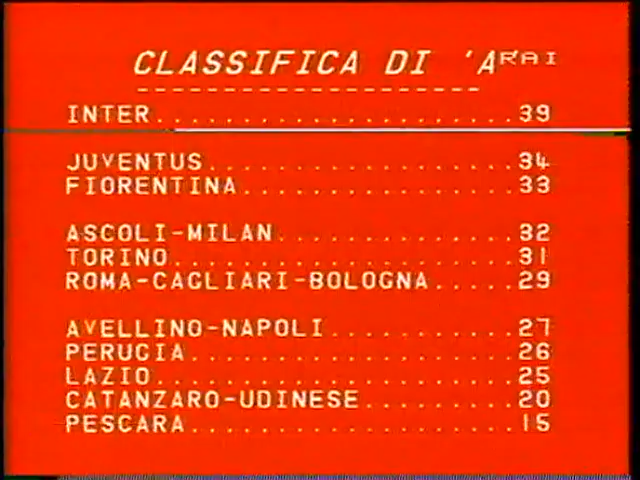 CLASSIFICA DI 'A RAI
INTER.....................39
JUVENTUS..................34
FIORENTINA................33
ASCOLI-MILAN..............32
TORINO....................31
ROMA-CAGLIARI-BOLOGNA.....29
AVELLINO-NAPOLI...........27
PERUGIA...................26
LAZIO.....................25
CATANZARO-UDINESE.........20
PESCARA...................15